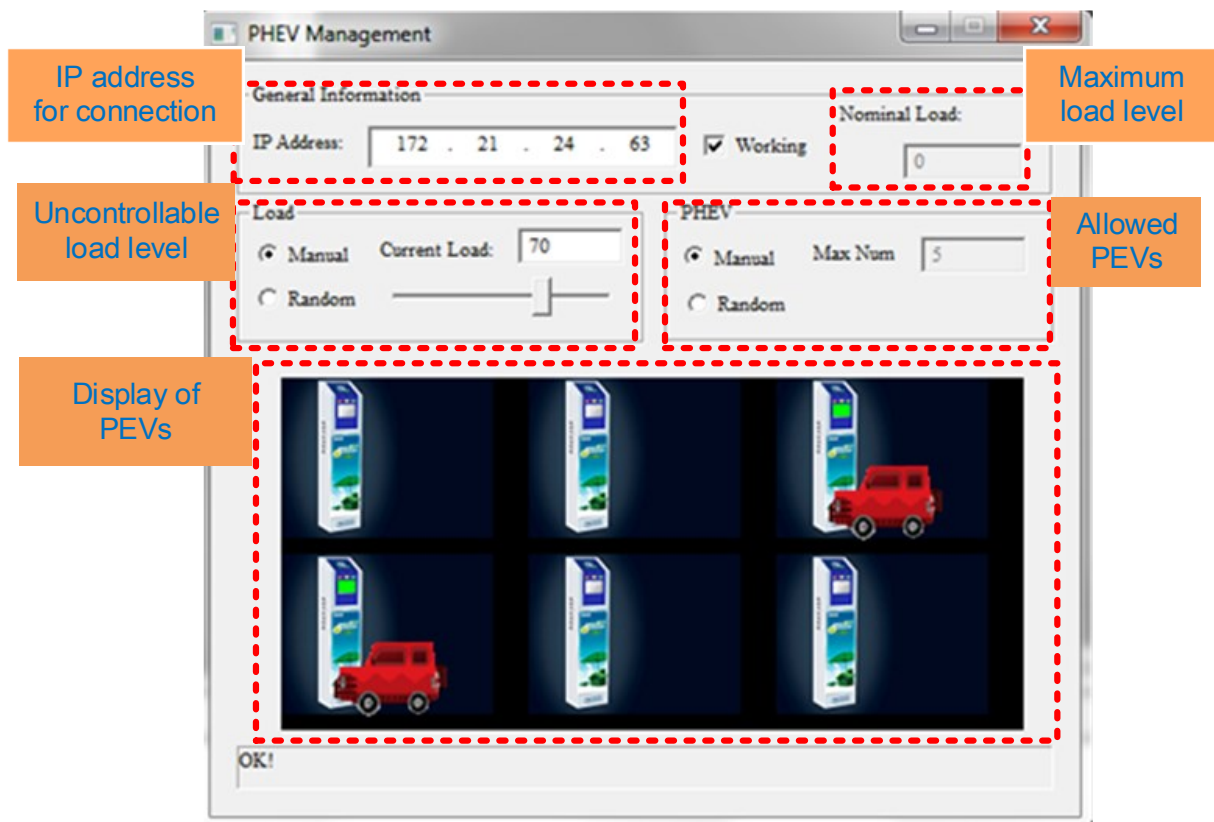 PHEV Management
IP address
for connection
Maximum
load level
General Information
Nominal Load:
IP Address:
172 . 21 . 24 . 63
Working
0
Uncontrollable
load level
Load
PHEV
Allowed
PEVs
Manual
Current Load:
70
Manual
Max Num
5
Random
Random
Display of
PEVs
OK!